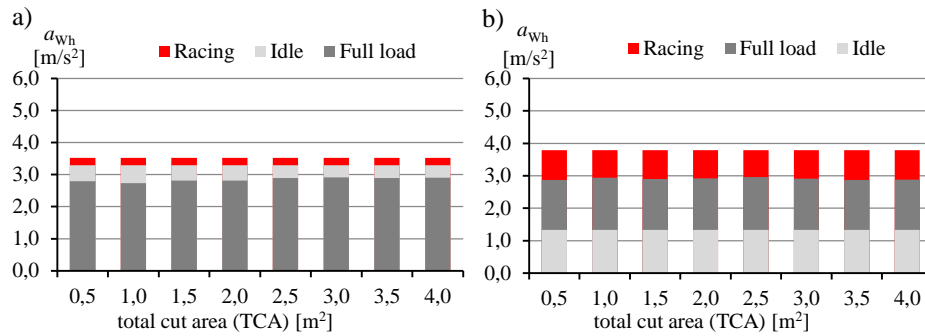 a)
aWh
[m/s²]
Racing Idle Full load
6,0
5,0
4,0
3,0
2,0
1,0
0,0
0,5 1,0 1,5 2,0 2,5 3,0 3,5 4,0
total cut area (TCA) [m²]
b)
aWh
[m/s²]
Racing Full load Idle
6,0
5,0
4,0
3,0
2,0
1,0
0,0
0,5 1,0 1,5 2,0 2,5 3,0 3,5 4,0
total cut area (TCA) [m²]